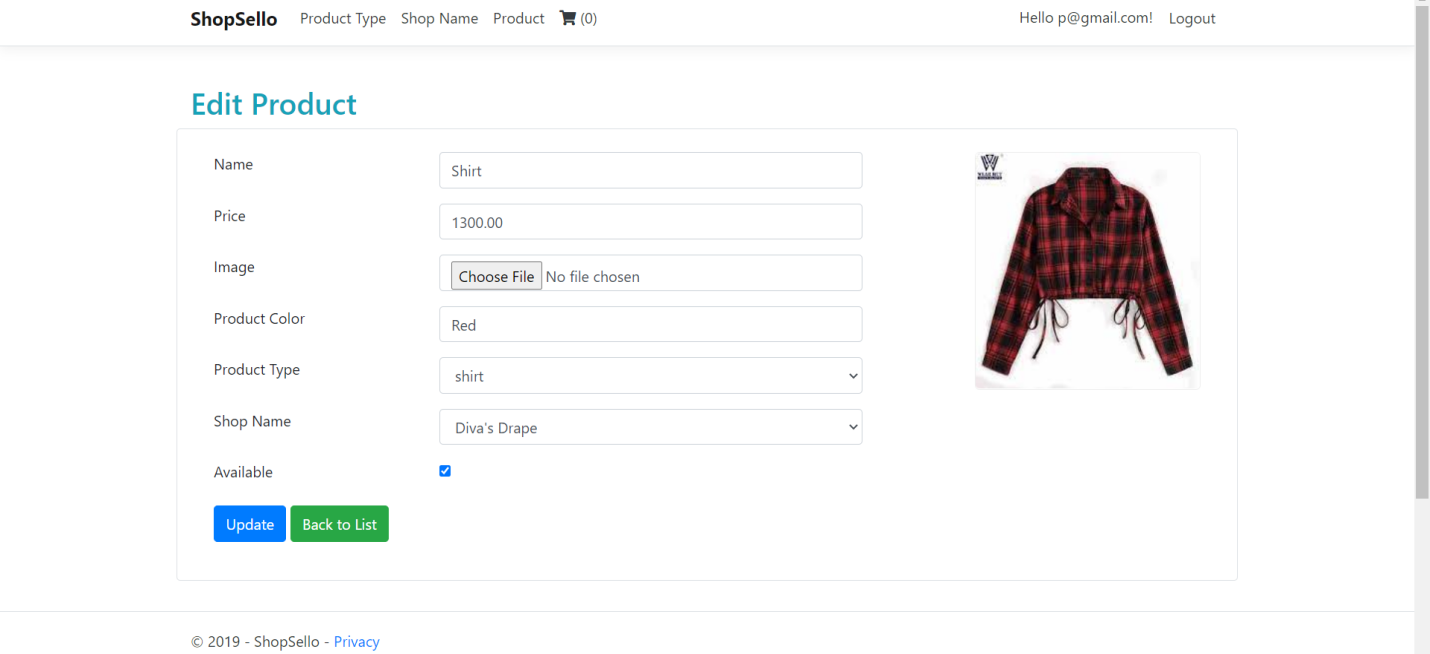 ShopSello Product Type Shop Name Product (0) Hello p@gmail.com! Logout
Edit Product
Name Shirt
Price 1300.00
Image Choose File No file chosen
Product Color Red
Product Type shirt
Shop Name Diva's Drape
Available
Update Back to List
© 2019 - ShopSello - Privacy